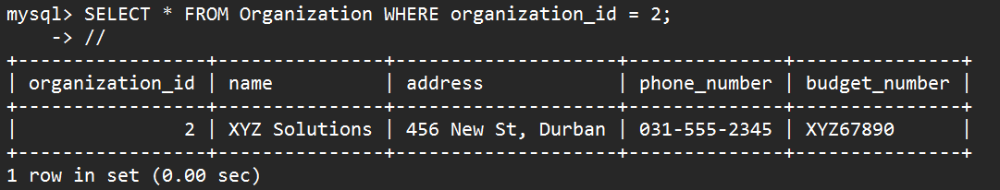 mysql> SELECT * FROM Organization WHERE organization_id = 2;
    -> //
+-----------------+---------------+--------------------+--------------+---------------+
| organization_id | name          | address            | phone_number | budget_number |
+-----------------+---------------+--------------------+--------------+---------------+
|               2 | XYZ Solutions | 456 New St, Durban | 031-555-2345 | XYZ67890      |
+-----------------+---------------+--------------------+--------------+---------------+
1 row in set (0.00 sec)